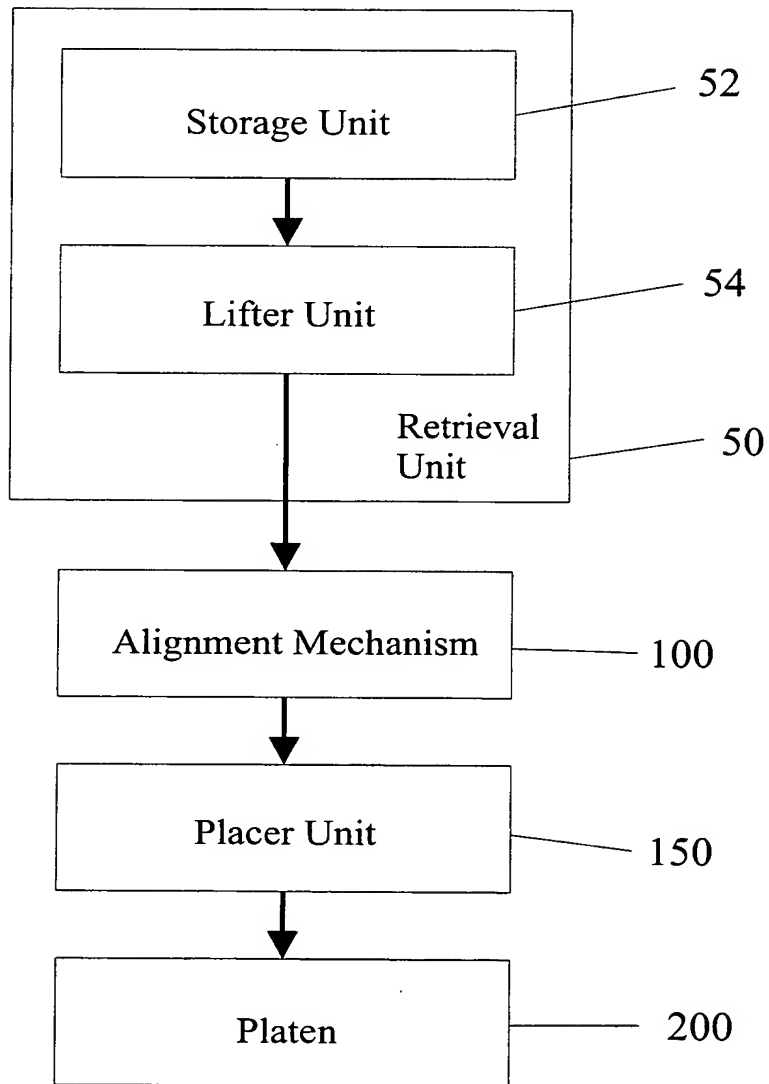 Storage Unit
52
Lifter Unit
54
Retrieval
Unit
50
Alignment Mechanism
100
Placer Unit
150
Platen
200